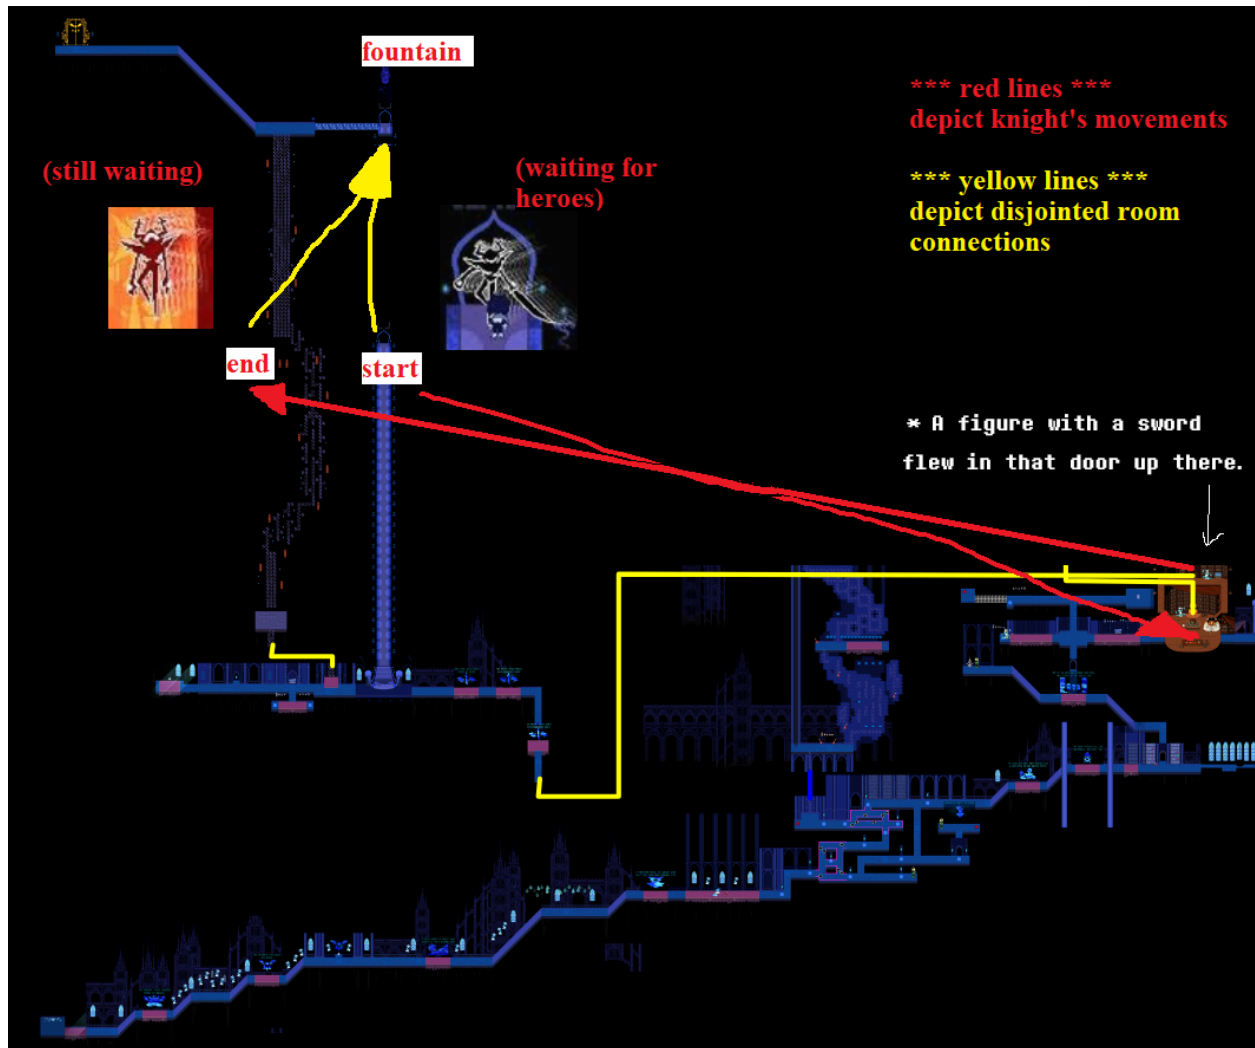 fountain
*** red lines ***
depict knight's movements
(still waiting)
(waiting for
heroes)
*** yellow lines ***
depict disjointed room
connections
end
start
* A figure with a sword
flew in that door up there.